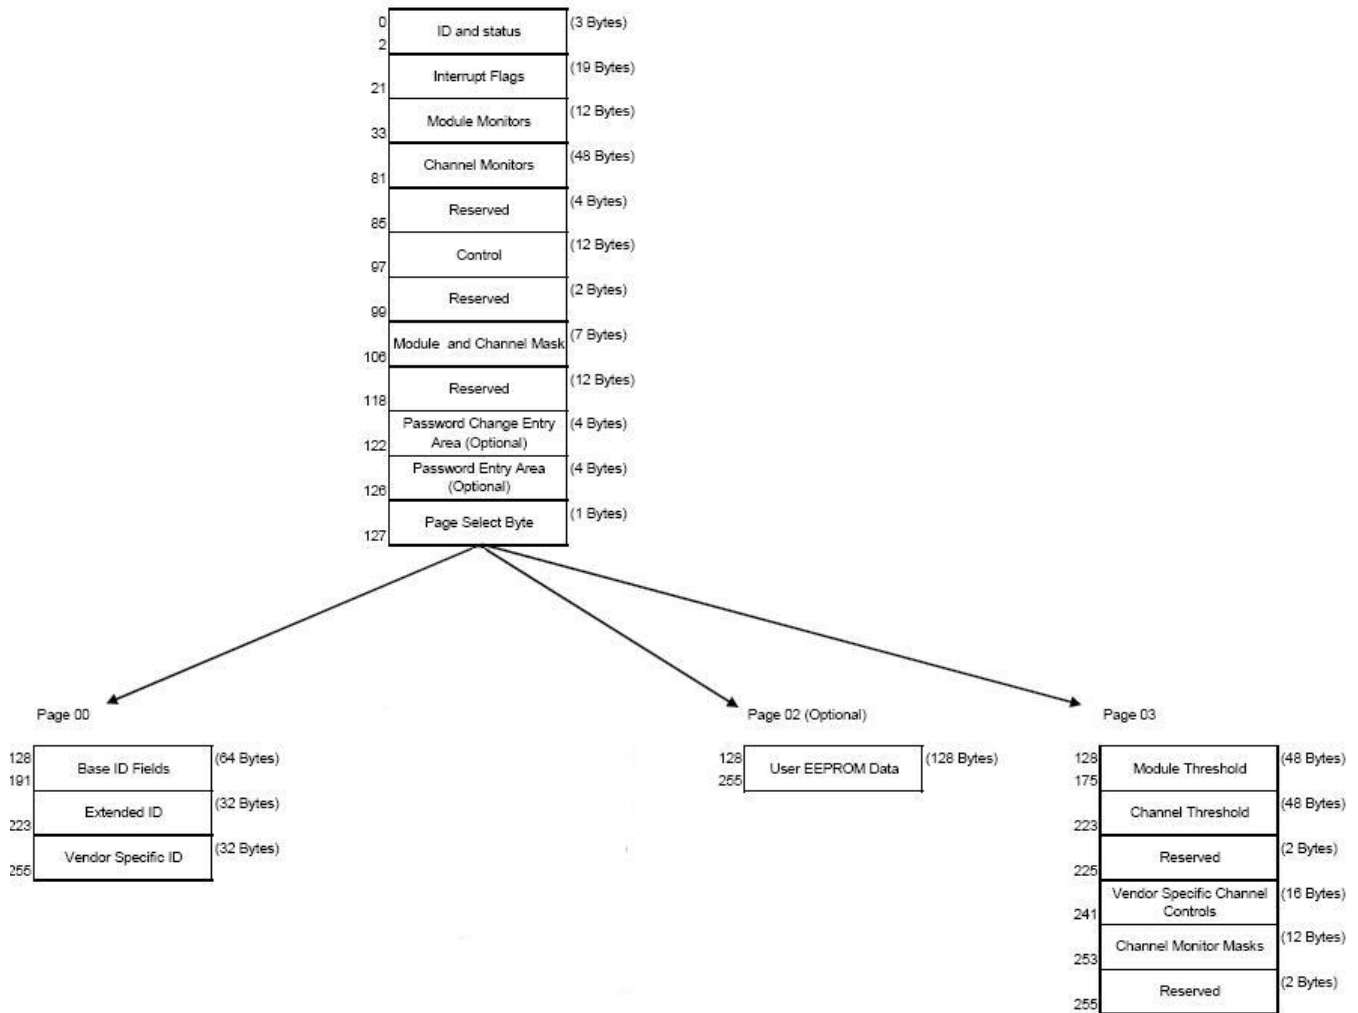 0
ID and status
(3 Bytes)
2
Interrupt Flags
(19 Bytes)
21
Module Monitors
(12 Bytes)
33
Channel Monitors
(48 Bytes)
81
Reserved
(4 Bytes)
85
Control
(12 Bytes)
97
Reserved
(2 Bytes)
99
Module and Channel Mask
(7 Bytes)
106
Reserved
(12 Bytes)
118
Password Change Entry
Area (Optional)
(4 Bytes)
122
Password Entry Area
(Optional)
(4 Bytes)
126
Page Select Byte
(1 Bytes)
127
Page 00
128
Base ID Fields
(64 Bytes)
191
Extended ID
(32 Bytes)
223
Vendor Specific ID
(32 Bytes)
255
Page 02 (Optional)
128
User EEPROM Data
(128 Bytes)
255
Page 03
128
Module Threshold
(48 Bytes)
175
Channel Threshold
(48 Bytes)
223
Reserved
(2 Bytes)
225
Vendor Specific Channel
Controls
(16 Bytes)
241
Channel Monitor Masks
(12 Bytes)
253
Reserved
(2 Bytes)
255